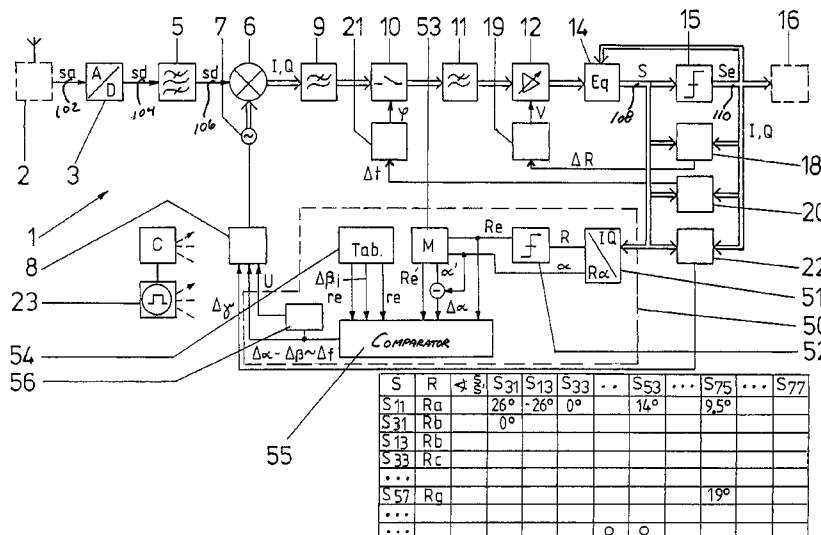 5 7 6 9 21 10 53 11 19 12 14 15 16
I,Q
S
Se
sa
A
D
sd
sd
Eq
102
104
106
108
110
φ
V
I,Q
2
3
Δt
ΔR
18
20
1
8
C
23
U
Δγ
Tab.
M
Re
R
IQ
Rα
22
α
α'
Ré
−
Δα
Δβi
re
re
51
50
52
54
56
Δα - Δβ ~ Δf
COMPARATOR
55
S R ∢ S/S S31 S13 S33 .. S53 ... S75 ... S77
S11 Ra 26° -26° 0° 14° 9,5°
S31 Rb 0°
S13 Rb
S33 Rc
...
S57 Rg 19°
...
... o o